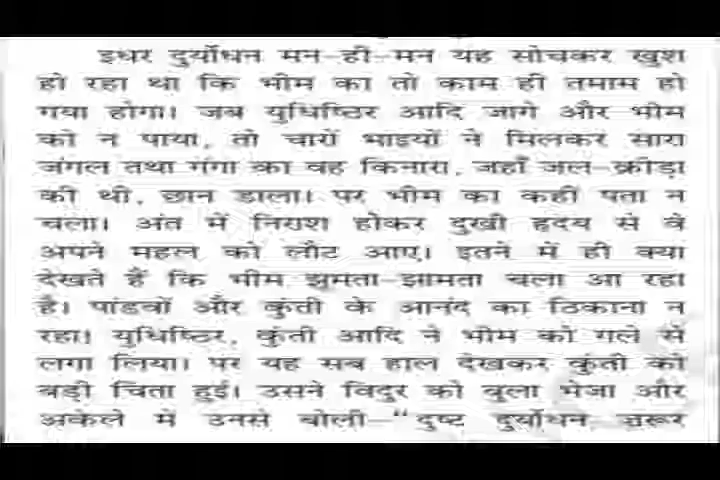 इधर दुर्योधन मन-ही-मन यह सोचकर खुश
हो रहा था कि भीम का तो काम ही तमाम हो
गया होगा। जब युधिष्ठिर आदि जागे और भीम
को न पाया, तो चारों भाइयों ने मिलकर सारा
जंगल तथा गंगा का वह किनारा, जहाँ जल-क्रीड़ा
की थी, छान डाला। पर भीम का कहीं पता न
चला। अंत में निराश होकर दुखी हृदय से वे
अपने महल को लौट आए। इतने में ही क्या
देखते हैं कि भीम झूमता-झामता चला आ रहा
है। पांडवों और कुंती के आनंद का ठिकाना न
रहा। युधिष्ठिर, कुंती आदि ने भीम को गले से
लगा लिया। पर यह सब हाल देखकर कुंती को
बड़ी चिंता हुई। उसने विदुर को बुला भेजा और
अकेले में उनसे बोली–“दुष्ट दुर्योधन ज़रूर